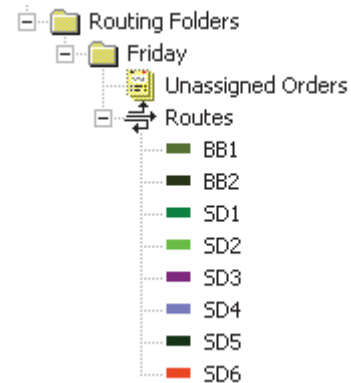 Routing Folders
Friday
Unassigned Orders
Routes
BB1
BB2
SD1
SD2
SD3
SD4
SD5
SD6